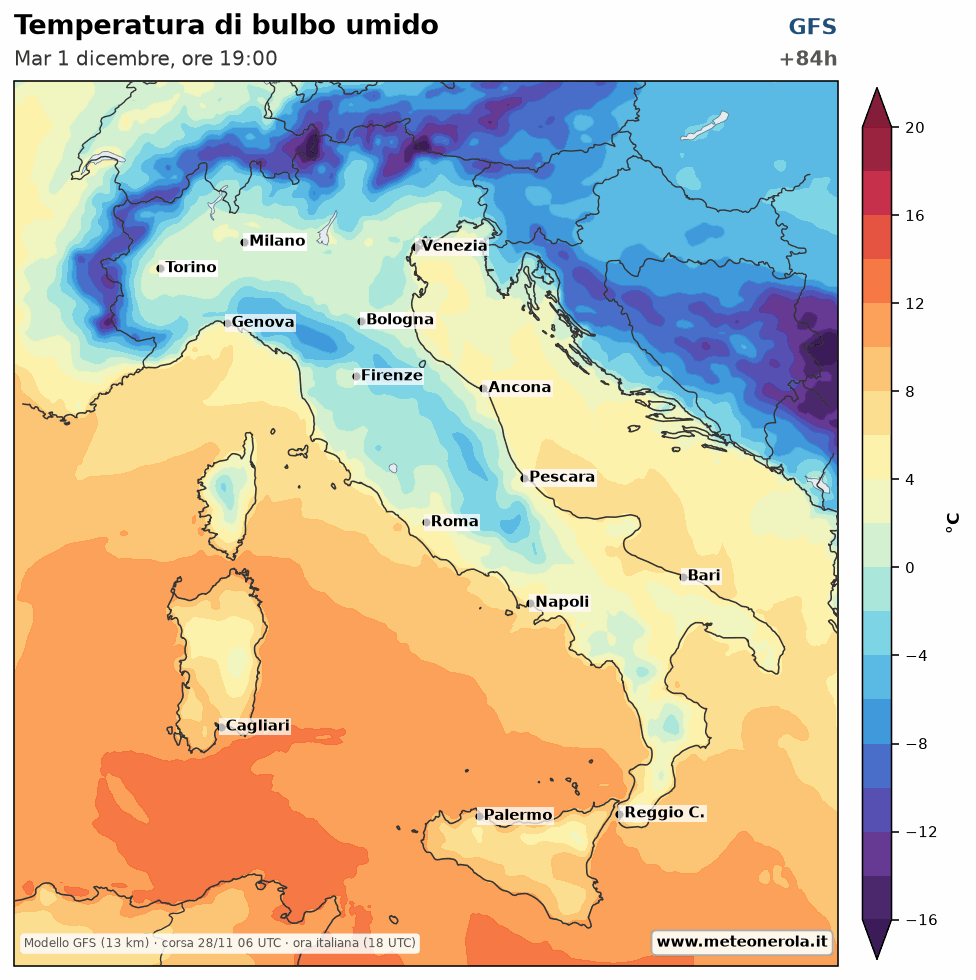 Temperatura di bulbo umido
GFS
Mar 1 dicembre, ore 19:00
+84h
Milano
Venezia
Torino
Genova
Bologna
Firenze
Ancona
Pescara
Roma
Bari
Napoli
Cagliari
Palermo
Reggio C.
20
16
12
8
4
0
−4
−8
−12
−16
°C
Modello GFS (13 km) · corsa 28/11 06 UTC · ora italiana (18 UTC)
www.meteonerola.it